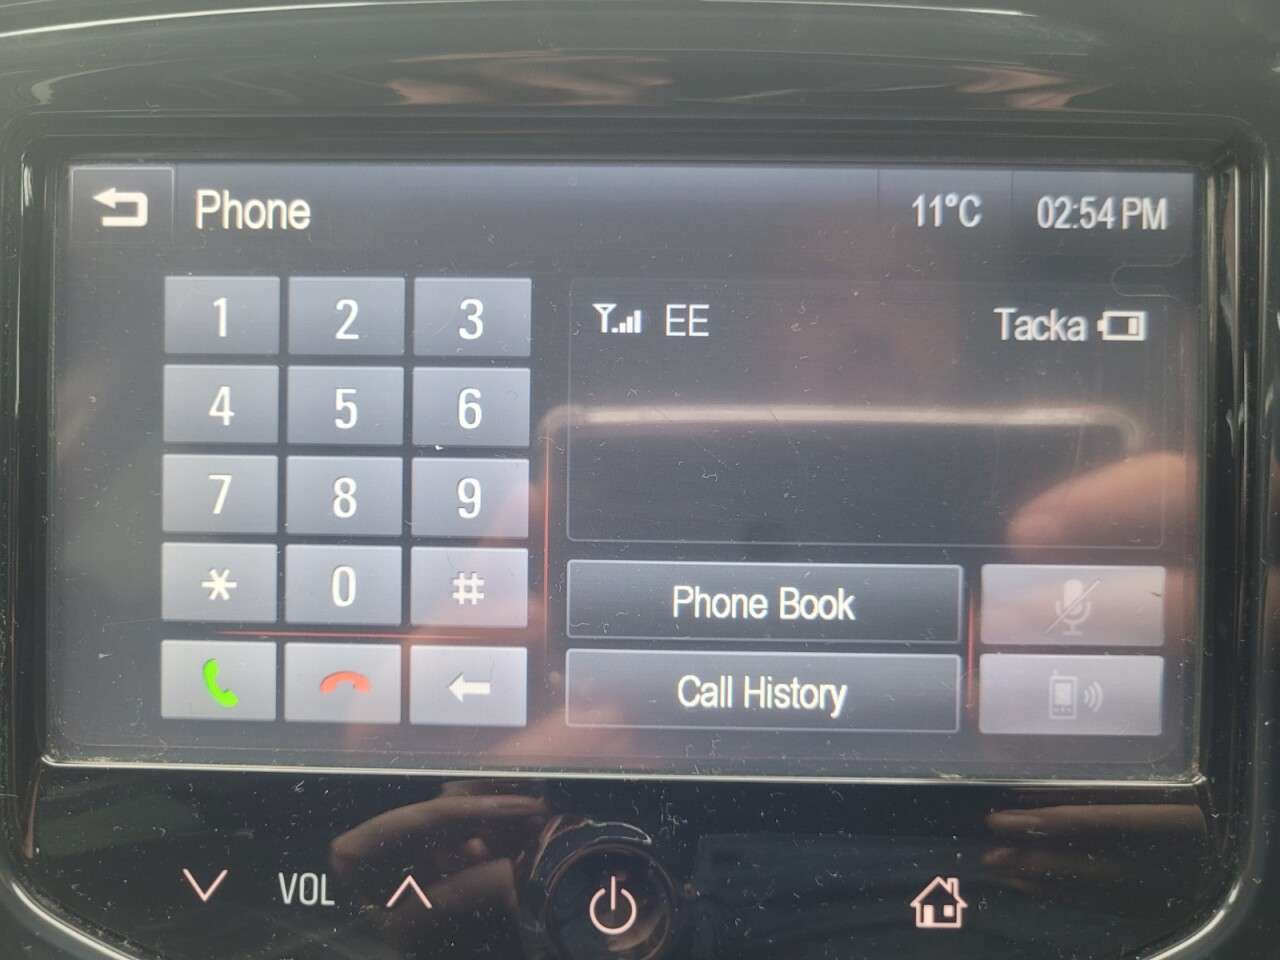 Phone 11°C 02:54 PM
1 2 3
EE Tacka
4 5 6
7 8 9
* 0 #
Phone Book
Call History
VOL